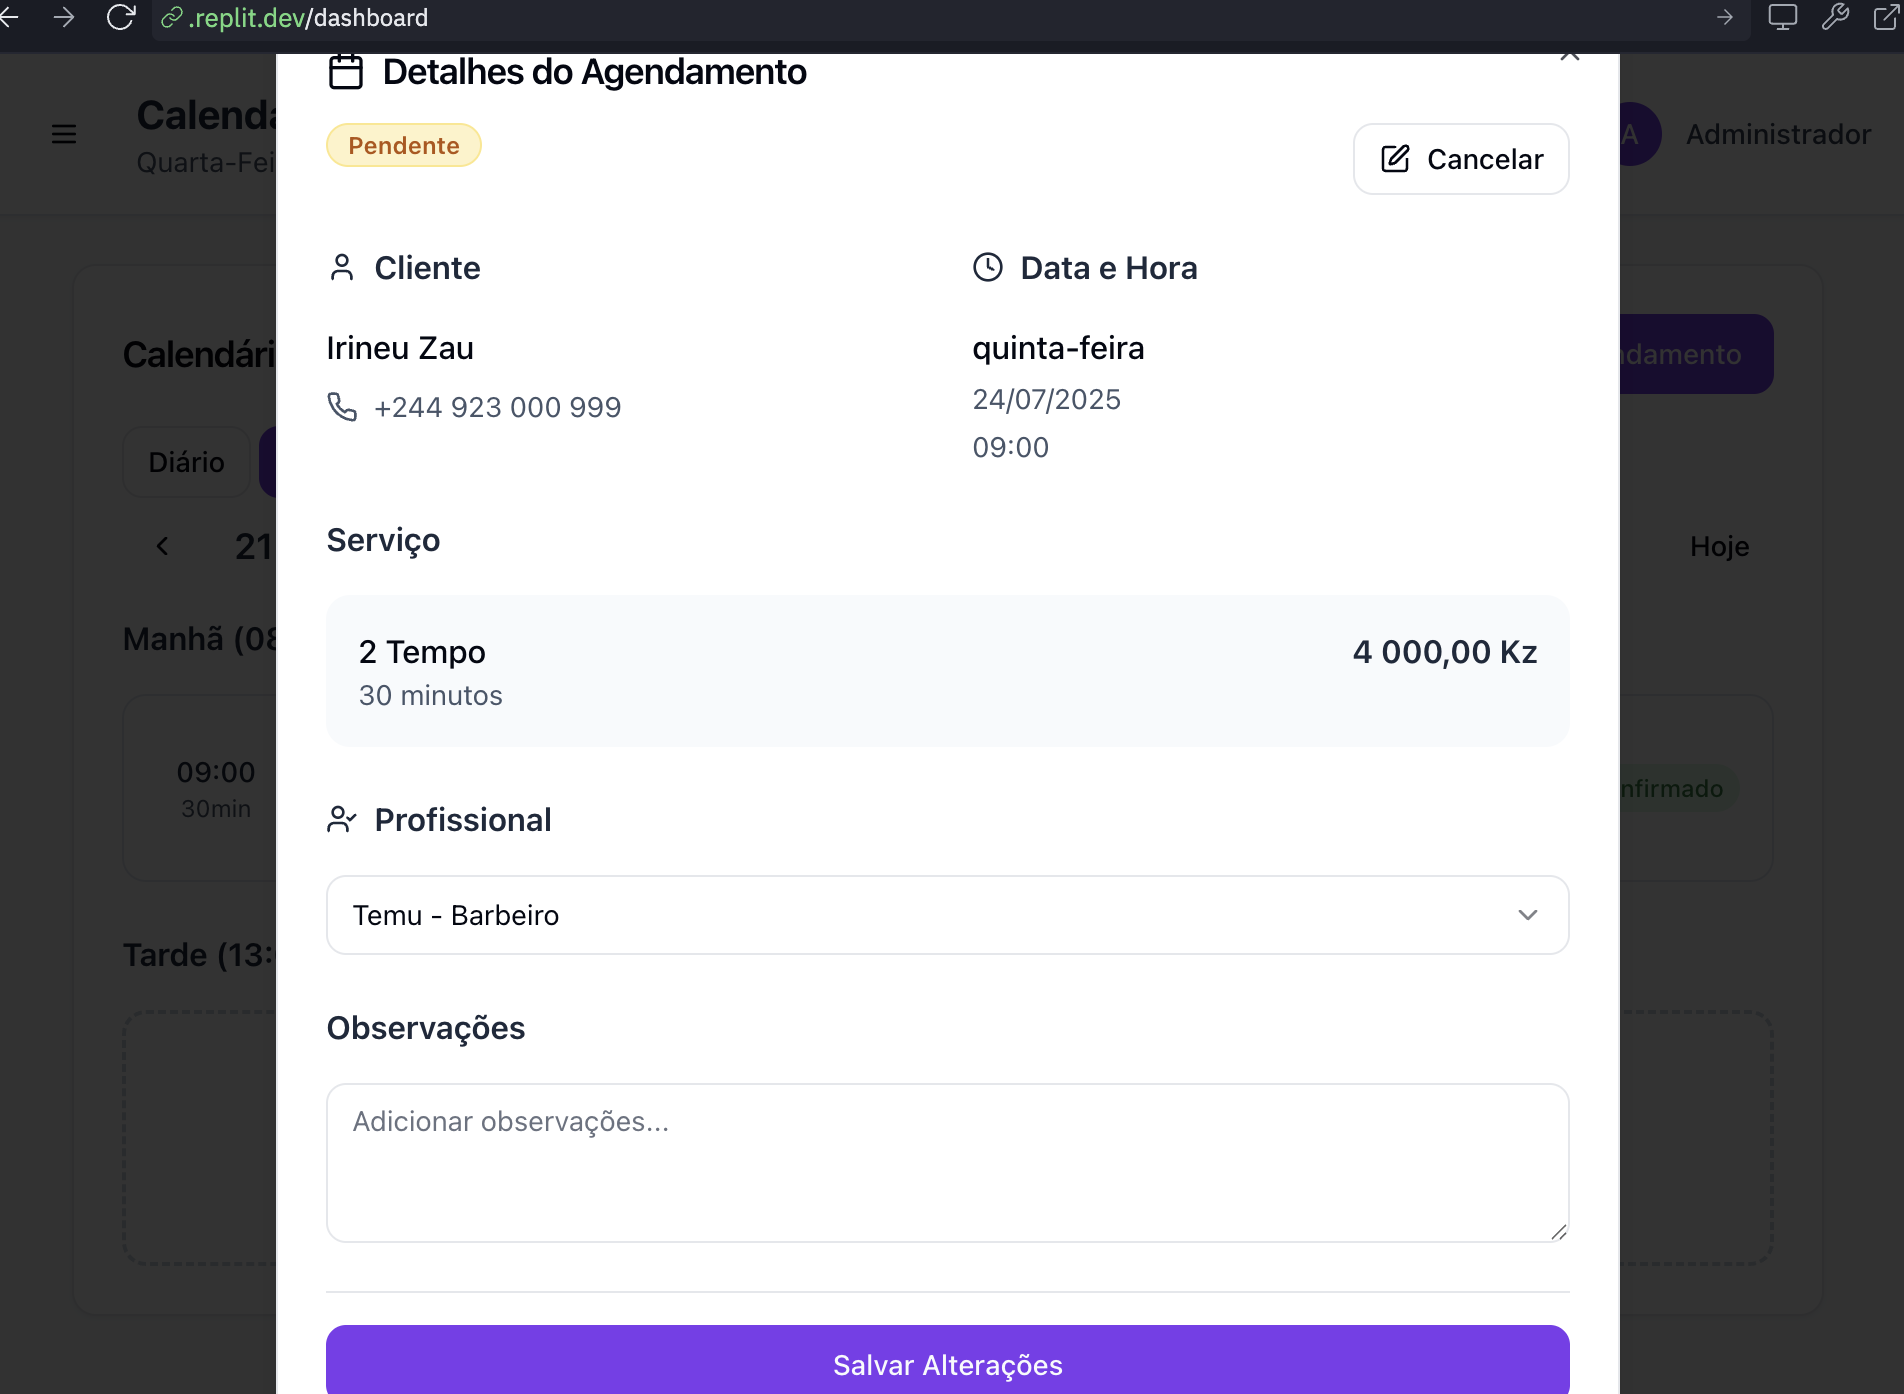 .replit.dev/dashboard
Detalhes do Agendamento
Calenda
Quarta-Fei
A
Administrador
Pendente
Cancelar
Cliente
Data e Hora
Irineu Zau
quinta-feira
+244 923 000 999
24/07/2025
09:00
Calendári
ndamento
Diário
21
Hoje
Serviço
Manhã (08
2 Tempo
4 000,00 Kz
30 minutos
09:00
30min
nfirmado
Profissional
Temu - Barbeiro
Tarde (13:
Observações
Adicionar observações...
Salvar Alterações